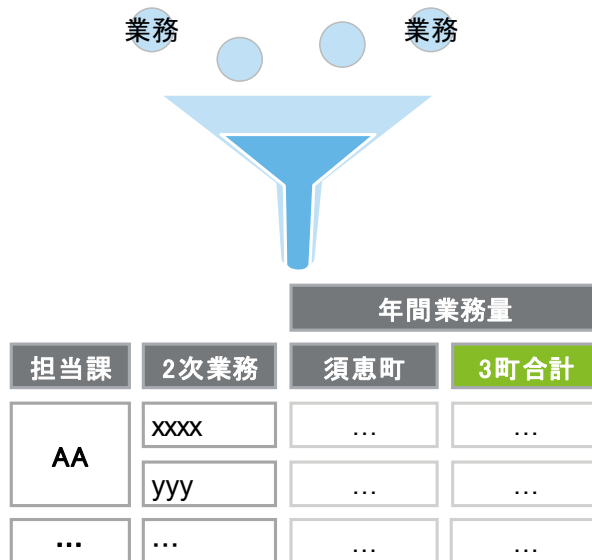 業務 業務
年間業務量
担当課 2次業務 須恵町 3町合計
AA
xxxx … …
yyy … …
… … … …